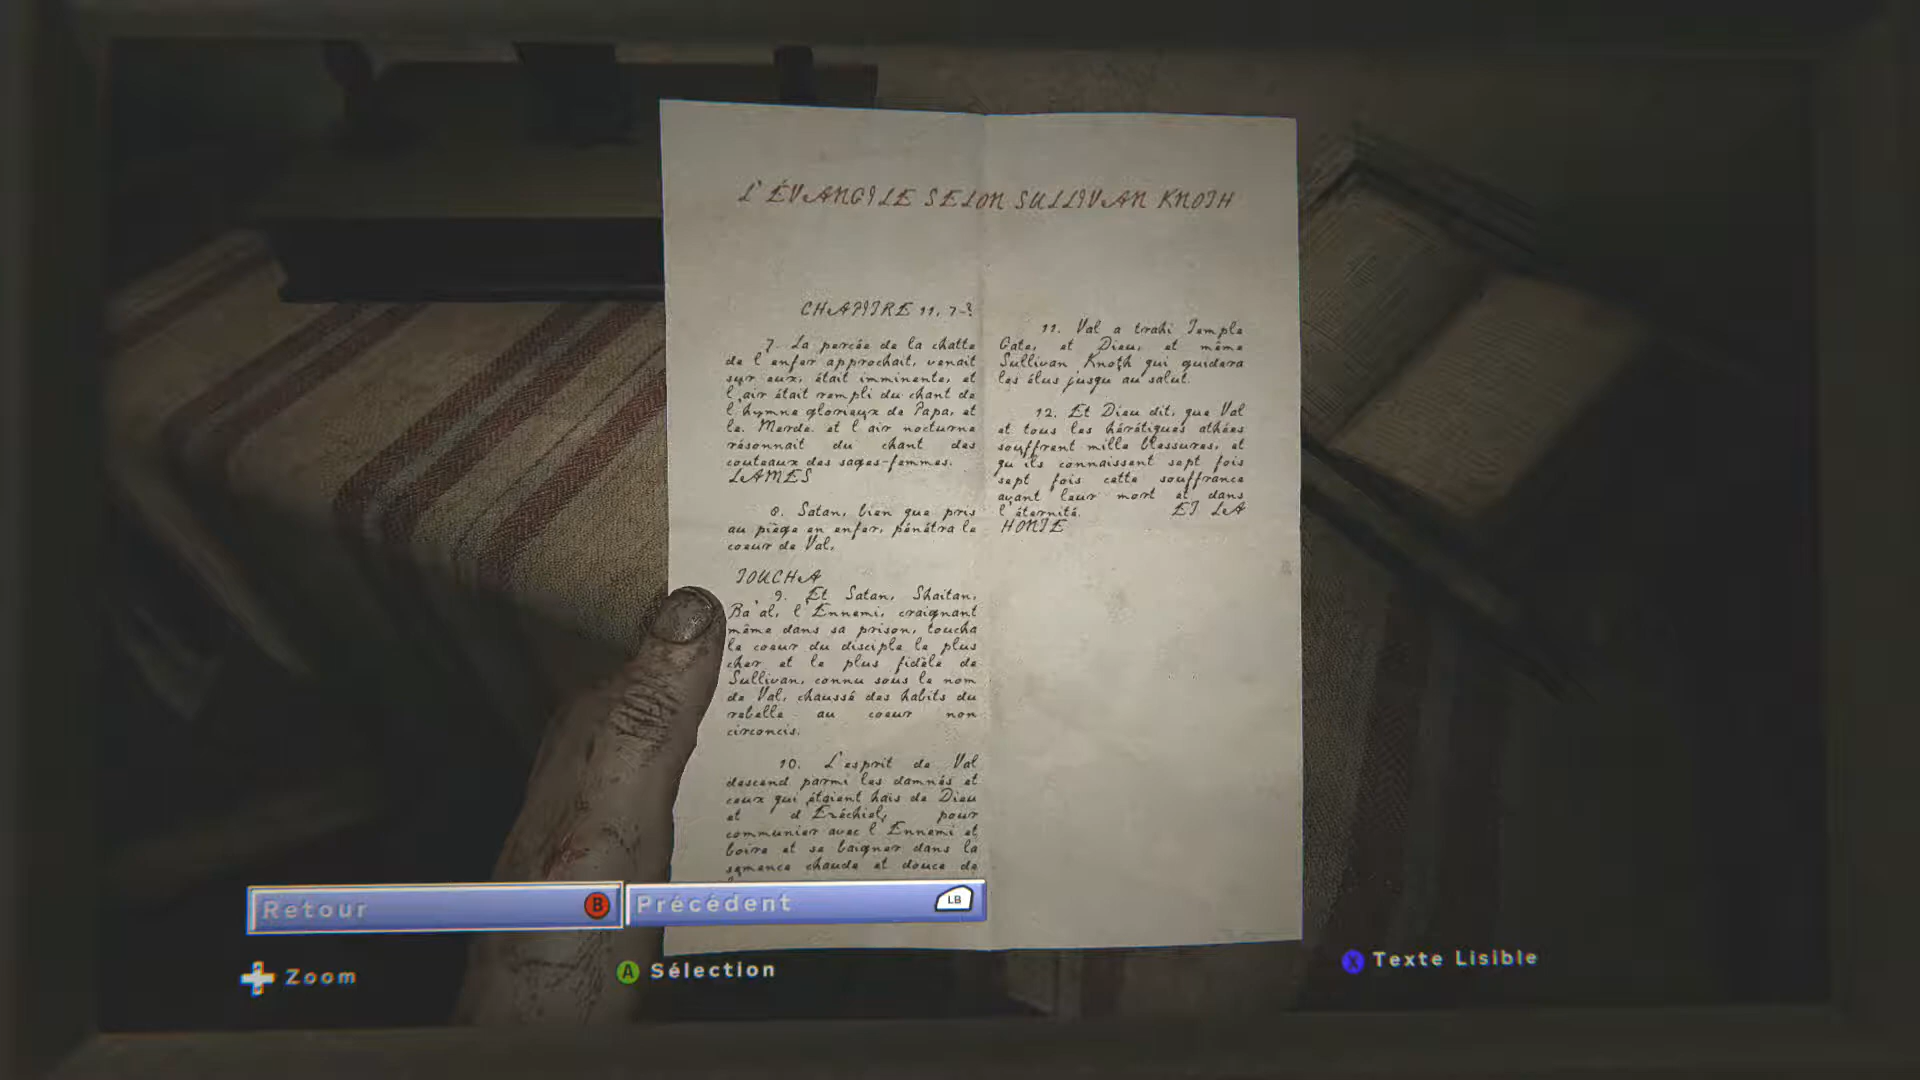 L'ÉVANGILE SELON SULLIVAN KNOTH
CHAPITRE 11, 7-?
7. La percée de la chatte
de l'enfer approchait, venait
sur eux, était imminente, et
l'air était rempli du chant de
l'hymne glorieux de Papa, et
le. Merde. et l'air nocturne
résonnait du chant des
couteaux des sages-femmes.
LAMES
8. Satan, bien que pris
au piège en enfer, pénétra le
coeur de Val.
TOUCHA
9. Et Satan, Shaitan,
Ba'al, l'Ennemi, craignant
même dans sa prison, toucha
le coeur du disciple le plus
cher et le plus fidèle de
Sullivan, connu sous le nom
de Val, chaussé des habits du
rebelle au coeur non
circoncis.
10. L'esprit de Val
descend parmi les damnés et
ceux qui étaient haïs de Dieu
et d'Ezéchiel, pour
communier avec l'Ennemi et
boire et se baigner dans la
semence chaude et douce de
11. Val a trahi Temple
Gate, et Dieu, et même
Sullivan Knoth qui guidera
les élus jusqu'au salut.
12. Et Dieu dit, que Val
et tous les hérétiques athées
souffrent mille blessures, et
qu'ils connaissent sept fois
sept fois cette souffrance
avant leur mort et dans
l'éternité. ET LA
HONTE
Retour B
Précédent LB
Zoom
A Sélection
X Texte Lisible